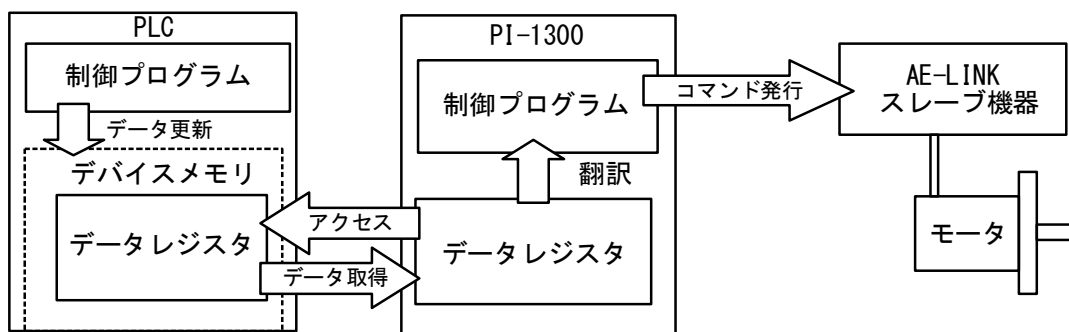 PLC
制御プログラム
データ更新
デバイスメモリ
データレジスタ
アクセス
データ取得
PI-1300
制御プログラム
翻訳
データレジスタ
コマンド発行
AE-LINK
スレーブ機器
モータ